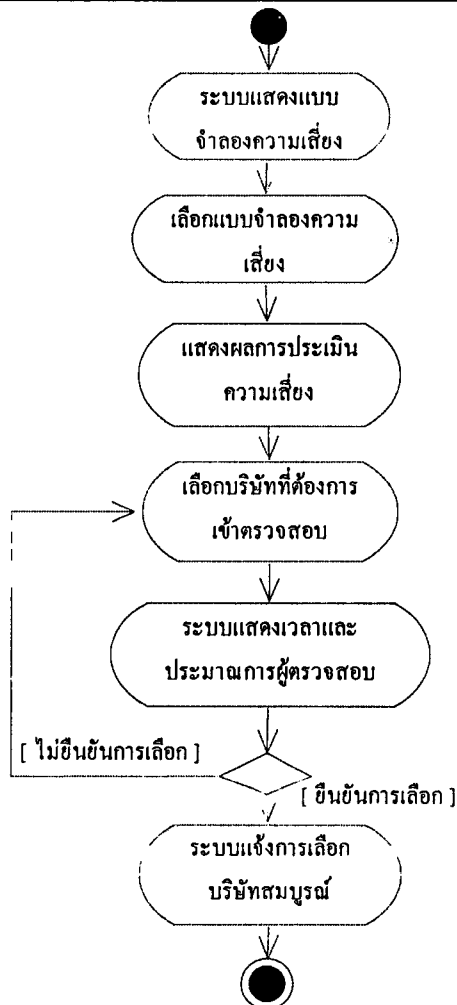 ระบบแสดงแบบ
จำลองความเสี่ยง
เลือกแบบจำลองความ
เสี่ยง
แสดงผลการประเมิน
ความเสี่ยง
เลือกบริษัทที่ต้องการ
เข้าตรวจสอบ
ระบบแสดงเวลาและ
ประมาณการผู้ตรวจสอบ
[ ไม่ยืนยันการเลือก ]
[ ยืนยันการเลือก ]
ระบบแจ้งการเลือก
บริษัทสมบูรณ์